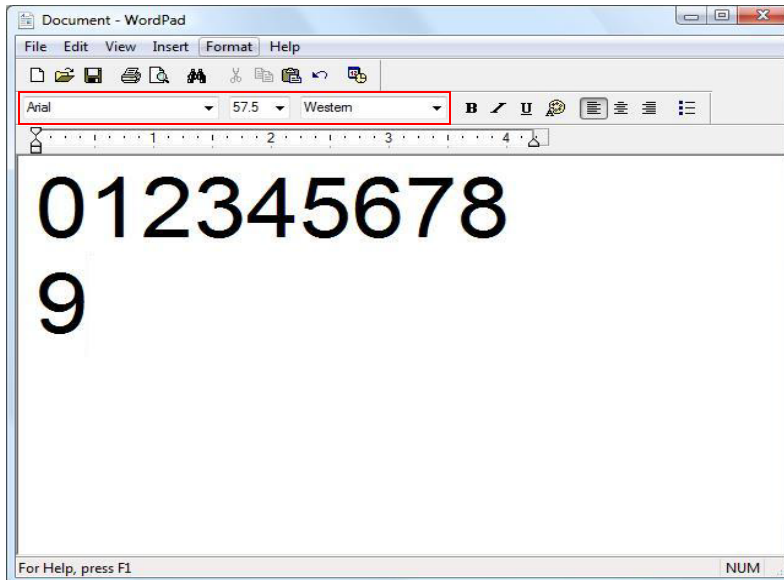 Document - WordPad
File Edit View Insert Format Help
Arial 57.5 Western B U
1 2 3 4
012345678
9
For Help, press F1 NUM